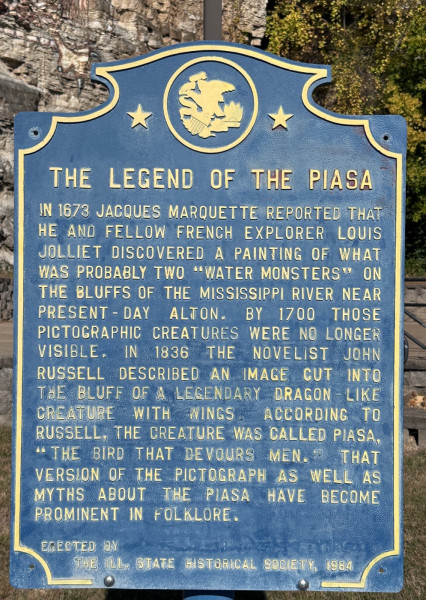 THE LEGEND OF THE PIASA
IN 1673 JACQUES MARQUETTE REPORTED THAT
HE AND FELLOW FRENCH EXPLORER LOUIS
JOLLIET DISCOVERED A PAINTING OF WHAT
WAS PROBABLY TWO "WATER MONSTERS" ON
THE BLUFFS OF THE MISSISSIPPI RIVER NEAR
PRESENT-DAY ALTON. BY 1700 THOSE
PICTOGRAPHIC CREATURES WERE NO LONGER
VISIBLE. IN 1836 THE NOVELIST JOHN
RUSSELL DESCRIBED AN IMAGE CUT INTO
THE BLUFF OF A LEGENDARY DRAGON-LIKE
CREATURE WITH WINGS. ACCORDING TO
RUSSELL, THE CREATURE WAS CALLED PIASA,
"THE BIRD THAT DEVOURS MEN." THAT
VERSION OF THE PICTOGRAPH AS WELL AS
MYTHS ABOUT THE PIASA HAVE BECOME
PROMINENT IN FOLKLORE.
ERECTED BY
THE ILL. STATE HISTORICAL SOCIETY, 1984